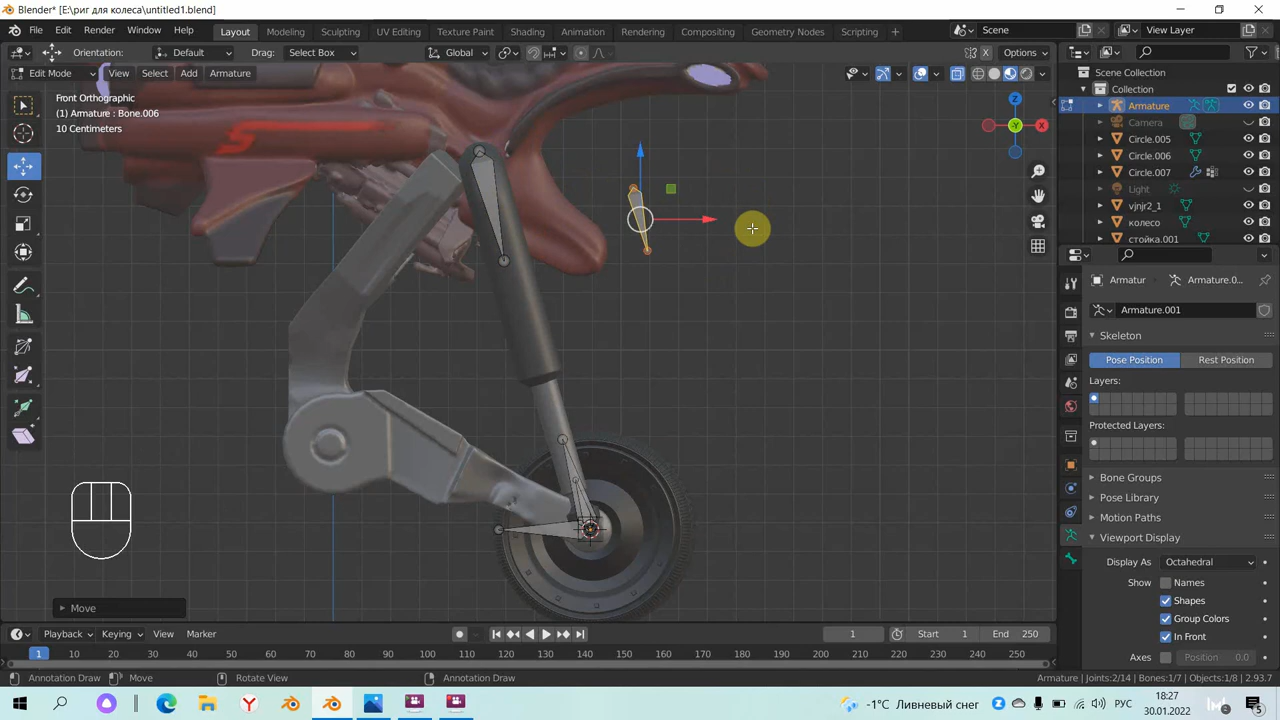 Blender* [E:\риг для колеса\untitled1.blend]
File Edit Render Window Help
Layout Modeling Sculpting UV Editing Texture Paint Shading Animation Rendering Compositing Geometry Nodes Scripting +
Scene View Layer
Orientation: Default Drag: Select Box Global X Options
Edit Mode View Select Add Armature
Front Orthographic
(1) Armature : Bone.006
10 Centimeters
Z
-Y
X
Scene Collection
Collection
Armature
Camera
Circle.005
Circle.006
Circle.007
Light
vjnjr2_1
колесо
стойка.001
Armatur Armature.0...
Armature.001
Skeleton
Pose Position Rest Position
Layers:
Protected Layers:
Bone Groups
Pose Library
Motion Paths
Viewport Display
Display As Octahedral
Show Names
Shapes
Group Colors
In Front
Axes Position 0.0
Move
Playback Keying View Marker 1 Start 1 End 250
1 10 20 30 40 50 60 70 80 90 100 110 120 130 140 150 160 170 180 190 200 210 220 230 240 250
Annotation Draw Move Rotate View Annotation Draw Armature | Joints:2/14 | Bones:1/7 | Objects:1/8 | 2.93.7
-1°C Ливневый снег РУС 18:27
30.01.2022
5